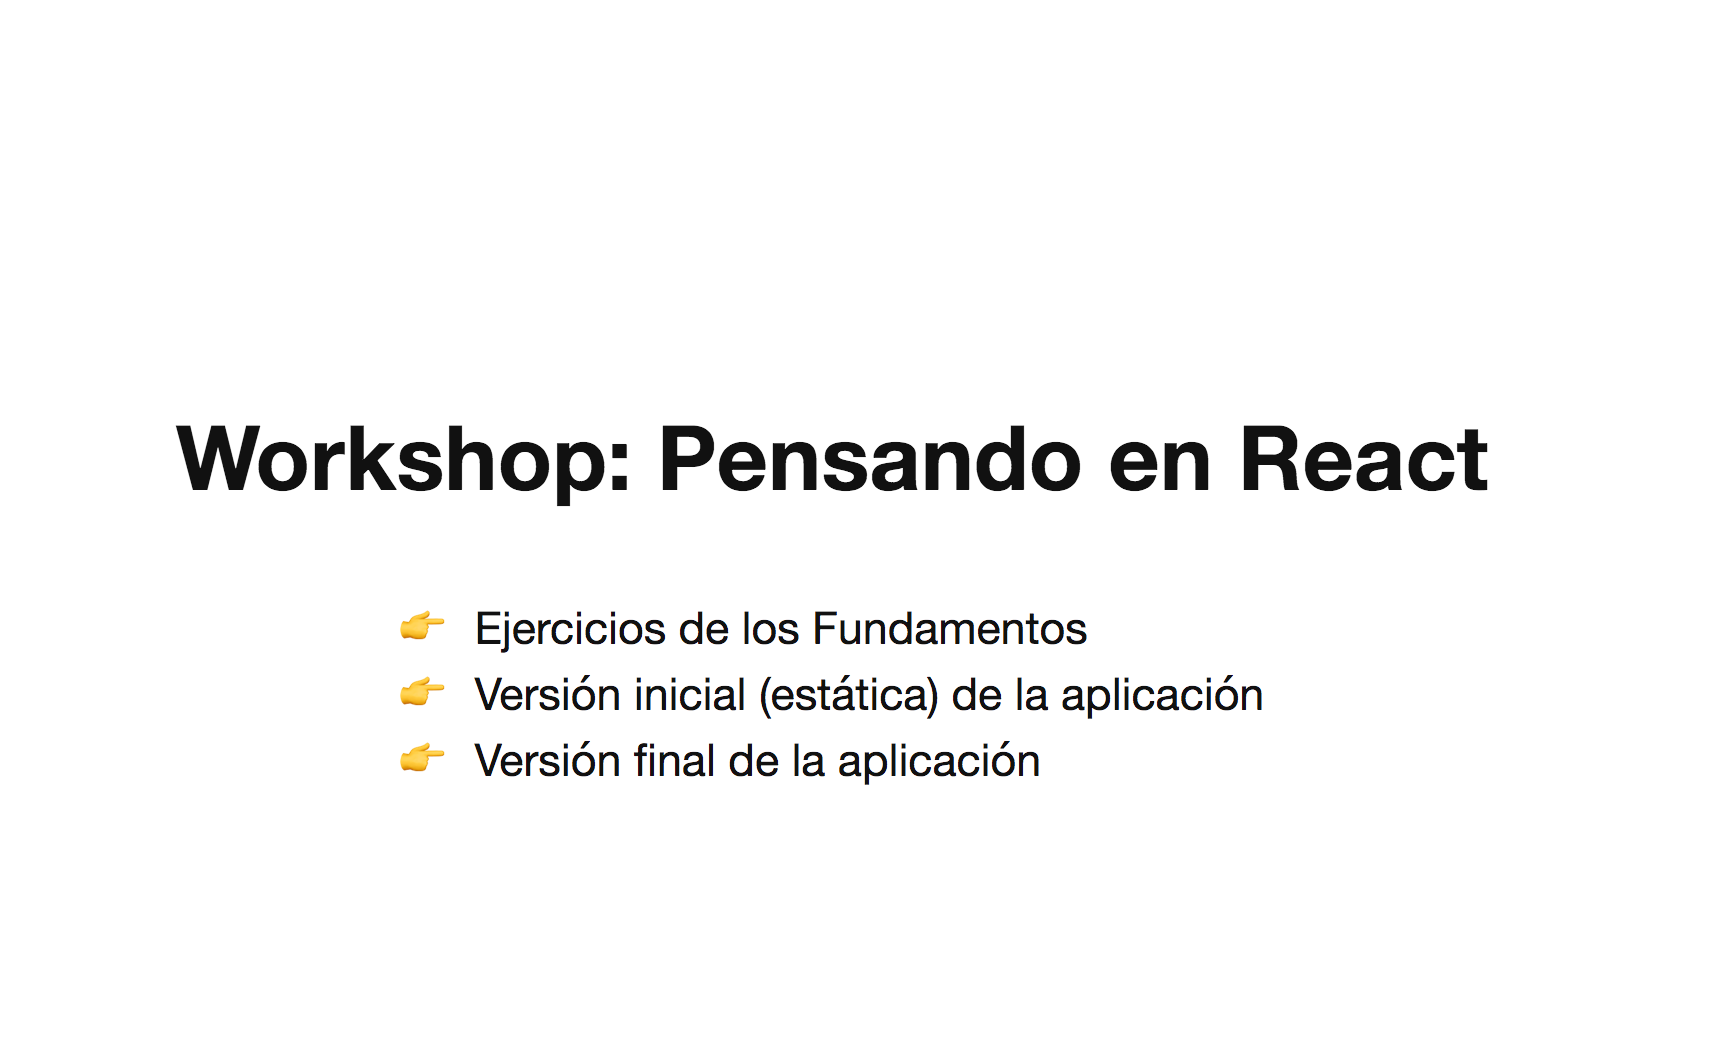 Workshop: Pensando en React
👉 Ejercicios de los Fundamentos
👉 Versión inicial (estática) de la aplicación
👉 Versión final de la aplicación